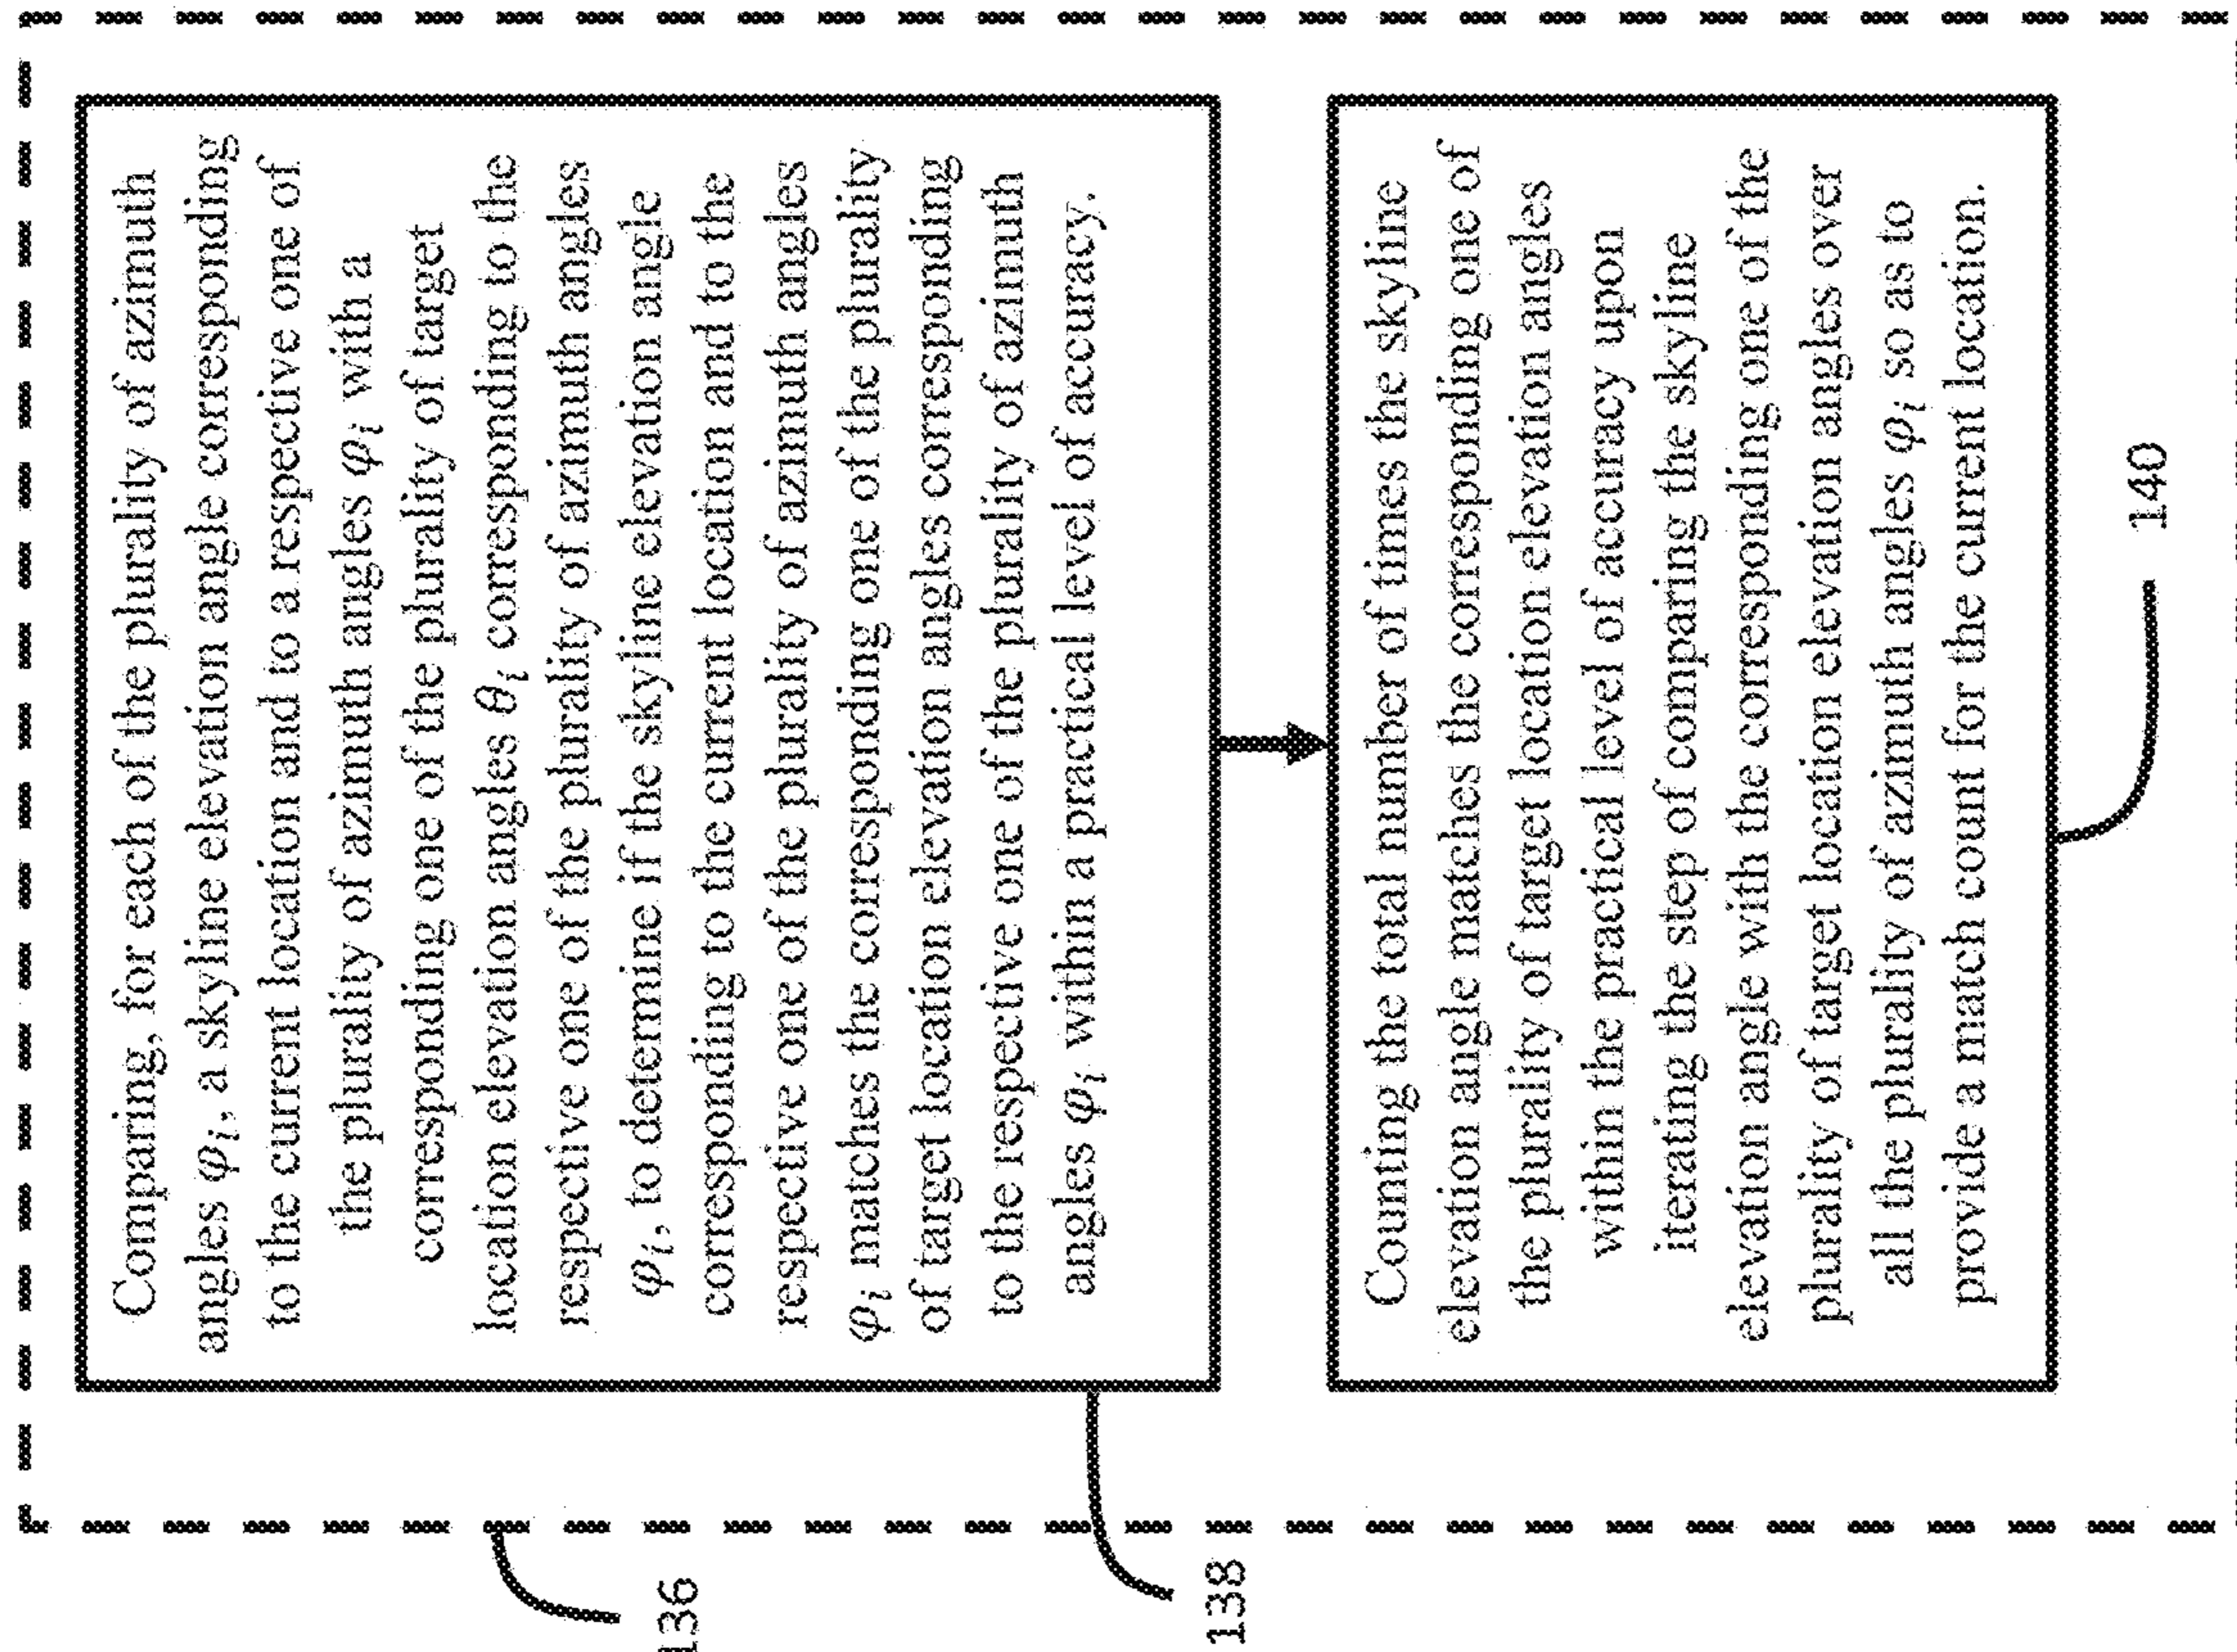 Comparing, for each of the plurality of azimuth
angles φi, a skyline elevation angle corresponding
to the current location and to a respective one of
the plurality of azimuth angles φi with a
corresponding one of the plurality of target
location elevation angles θi corresponding to the
respective one of the plurality of azimuth angles
φi, to determine if the skyline elevation angle
corresponding to the current location and to the
respective one of the plurality of azimuth angles
φi matches the corresponding one of the plurality
of target location elevation angles corresponding
to the respective one of the plurality of azimuth
angles φi within a practical level of accuracy.
Counting the total number of times the skyline
elevation angle matches the corresponding one of
the plurality of target location elevation angles
within the practical level of accuracy upon
iterating the step of comparing the skyline
elevation angle with the corresponding one of the
plurality of target location elevation angles over
all the plurality of azimuth angles φi so as to
provide a match count for the current location.
136
138
140